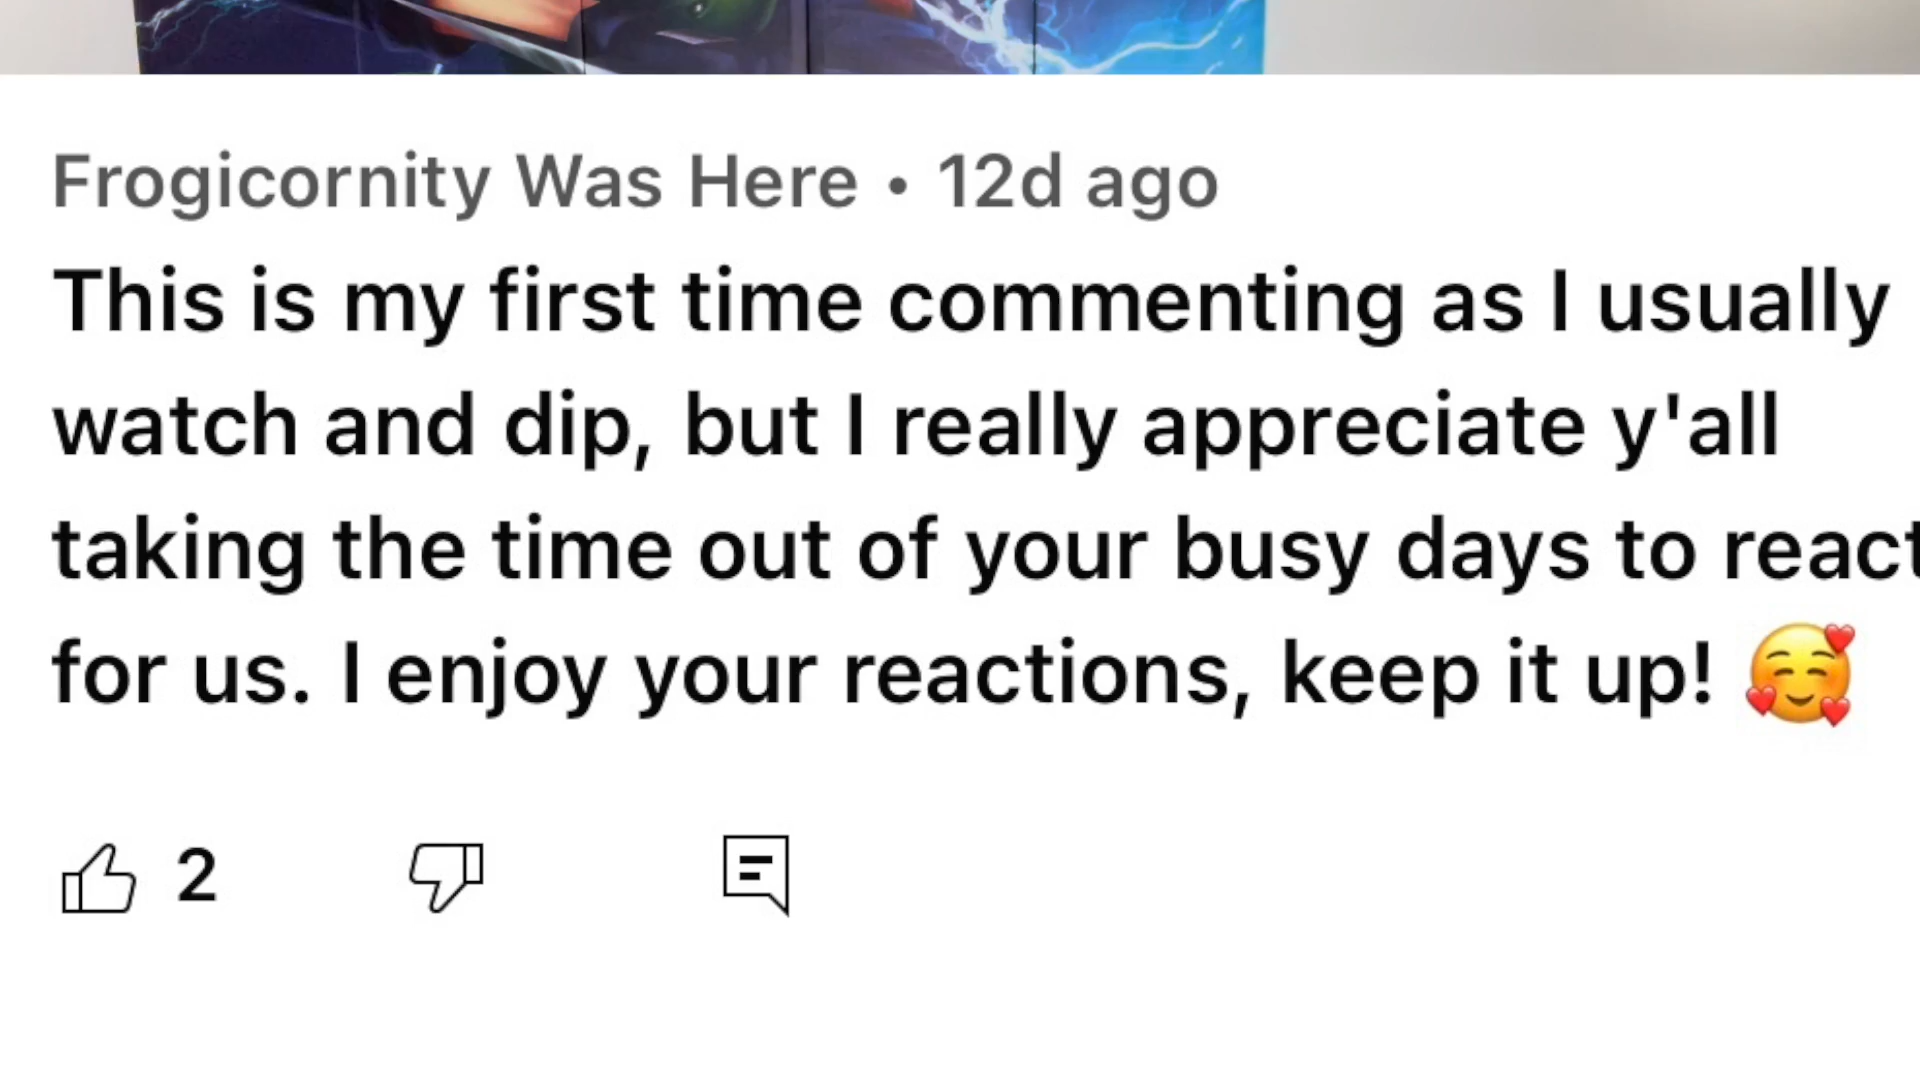 Frogicornity Was Here • 12d ago
This is my first time commenting as I usually
watch and dip, but I really appreciate y'all
taking the time out of your busy days to react
for us. I enjoy your reactions, keep it up! 🥰
2